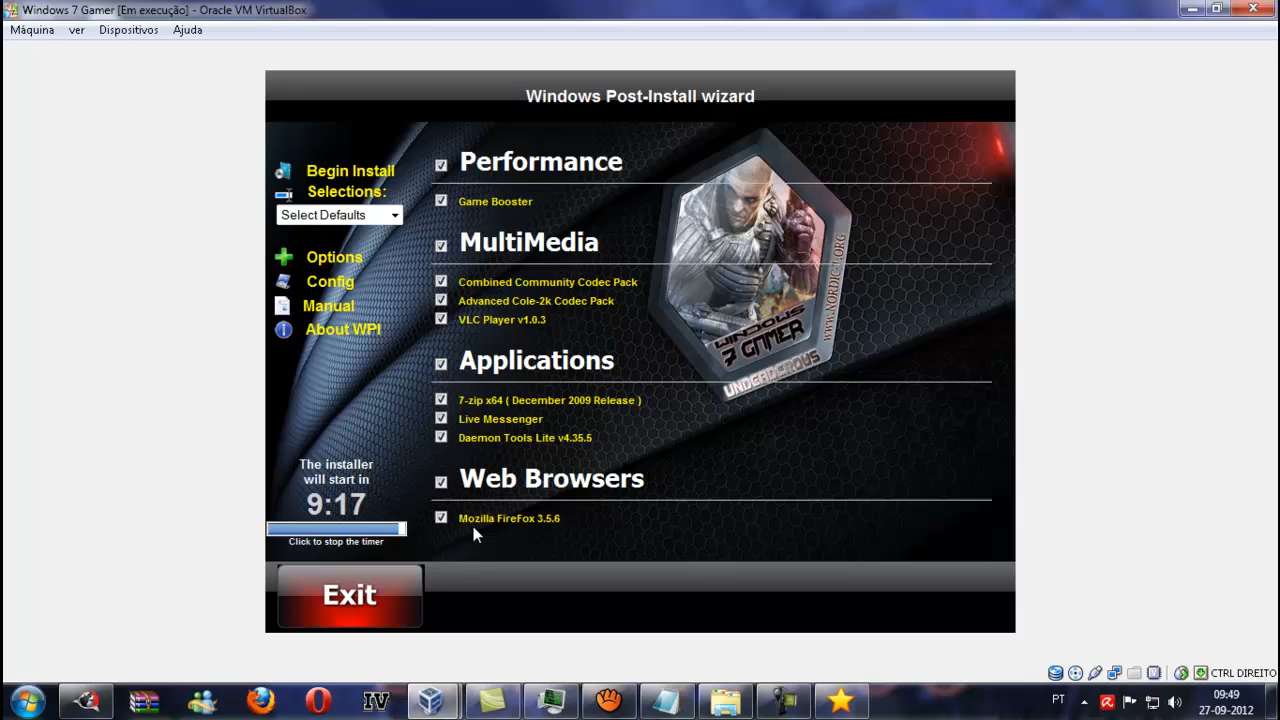 Windows 7 Gamer [Em execução] - Oracle VM VirtualBox
Máquina ver Dispositivos Ajuda
Windows Post-Install wizard
Begin Install
Selections:
Select Defaults
Options
Config
Manual
About WPI
The installer
will start in
9:17
Click to stop the timer
Exit
Performance
Game Booster
MultiMedia
Combined Community Codec Pack
Advanced Cole-2k Codec Pack
VLC Player v1.0.3
Applications
7-zip x64 ( December 2009 Release )
Live Messenger
Daemon Tools Lite v4.35.5
Web Browsers
Mozilla FireFox 3.5.6
WINDOWS
7 GAMER
UNDEADCROWS
CTRL DIREITO
IV
PT
09:49
27-09-2012